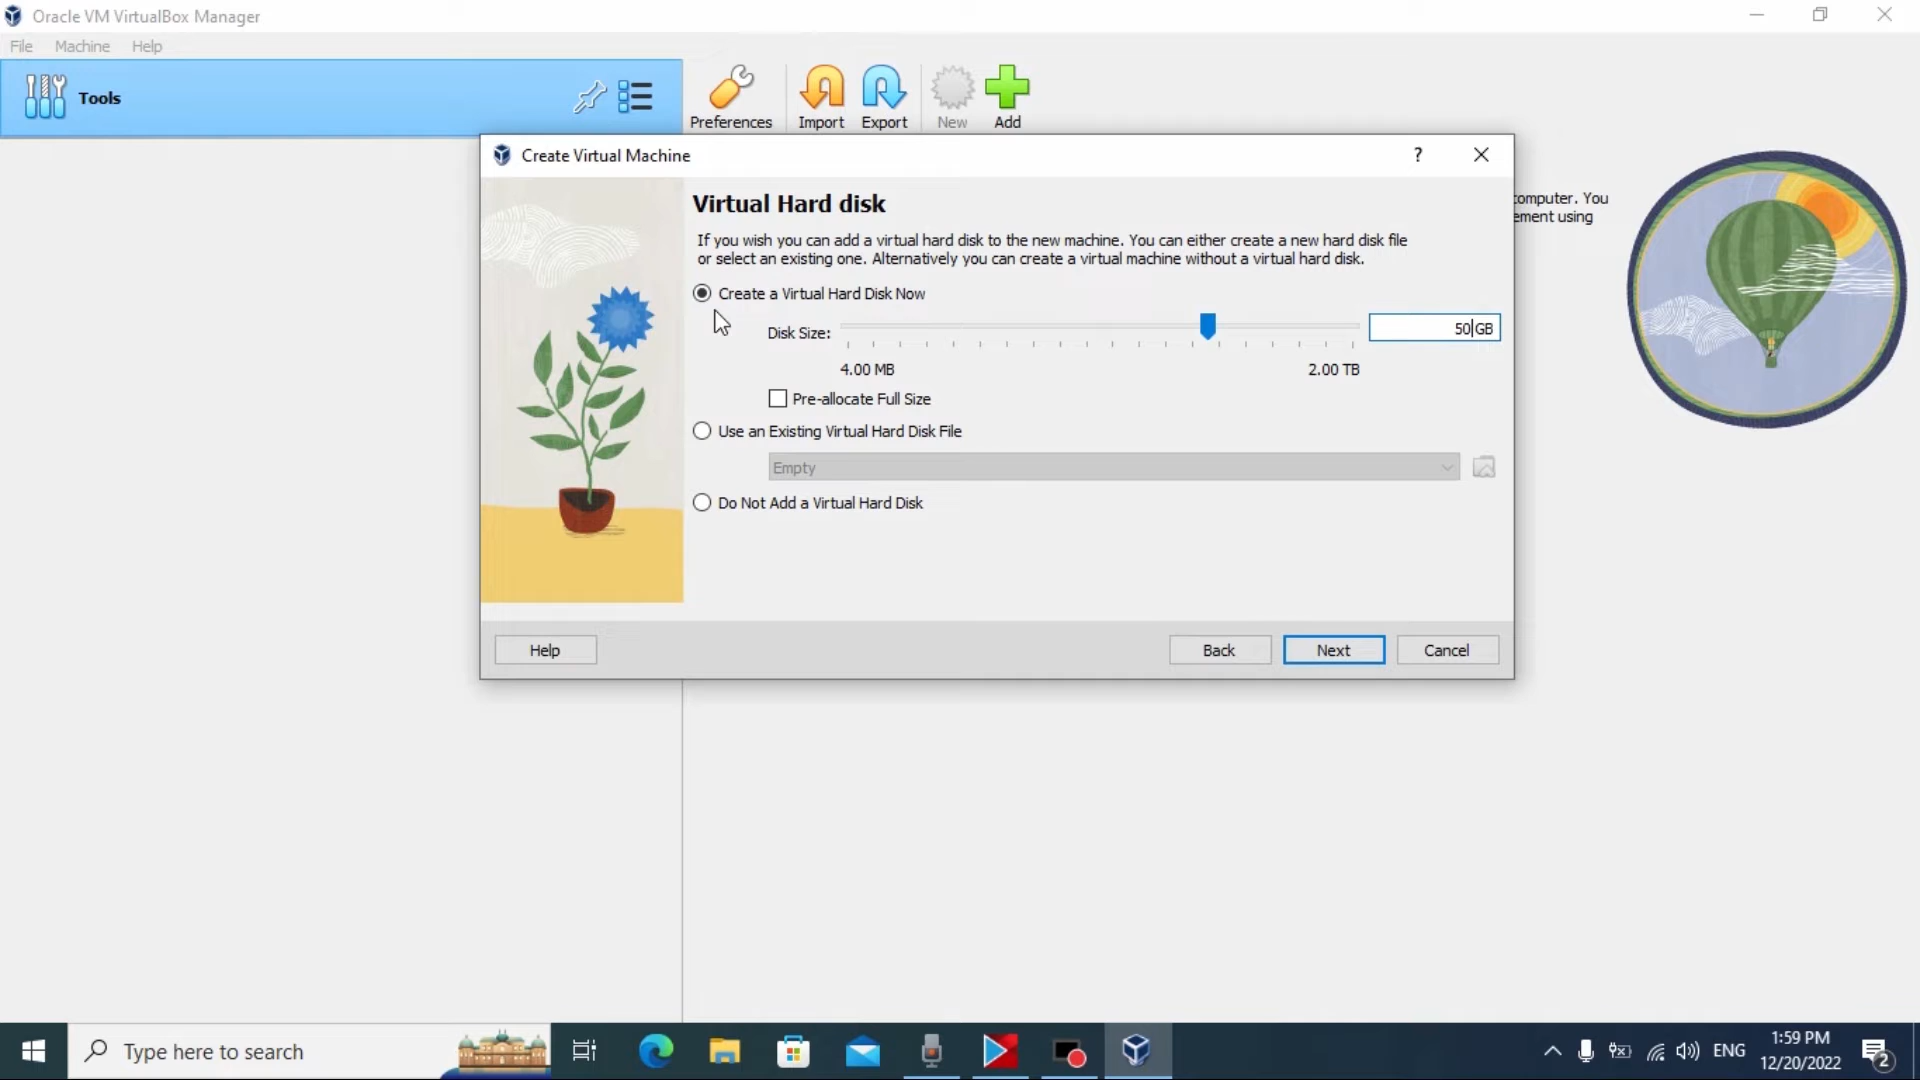 Oracle VM VirtualBox Manager
File Machine Help
Tools
Preferences Import Export New Add
computer. You
ement using
Create Virtual Machine ?
Virtual Hard disk
If you wish you can add a virtual hard disk to the new machine. You can either create a new hard disk file
or select an existing one. Alternatively you can create a virtual machine without a virtual hard disk.
Create a Virtual Hard Disk Now
Disk Size: 50 GB
4.00 MB 2.00 TB
Pre-allocate Full Size
Use an Existing Virtual Hard Disk File
Empty
Do Not Add a Virtual Hard Disk
Help Back Next Cancel
Type here to search
ENG
1:59 PM
12/20/2022
2